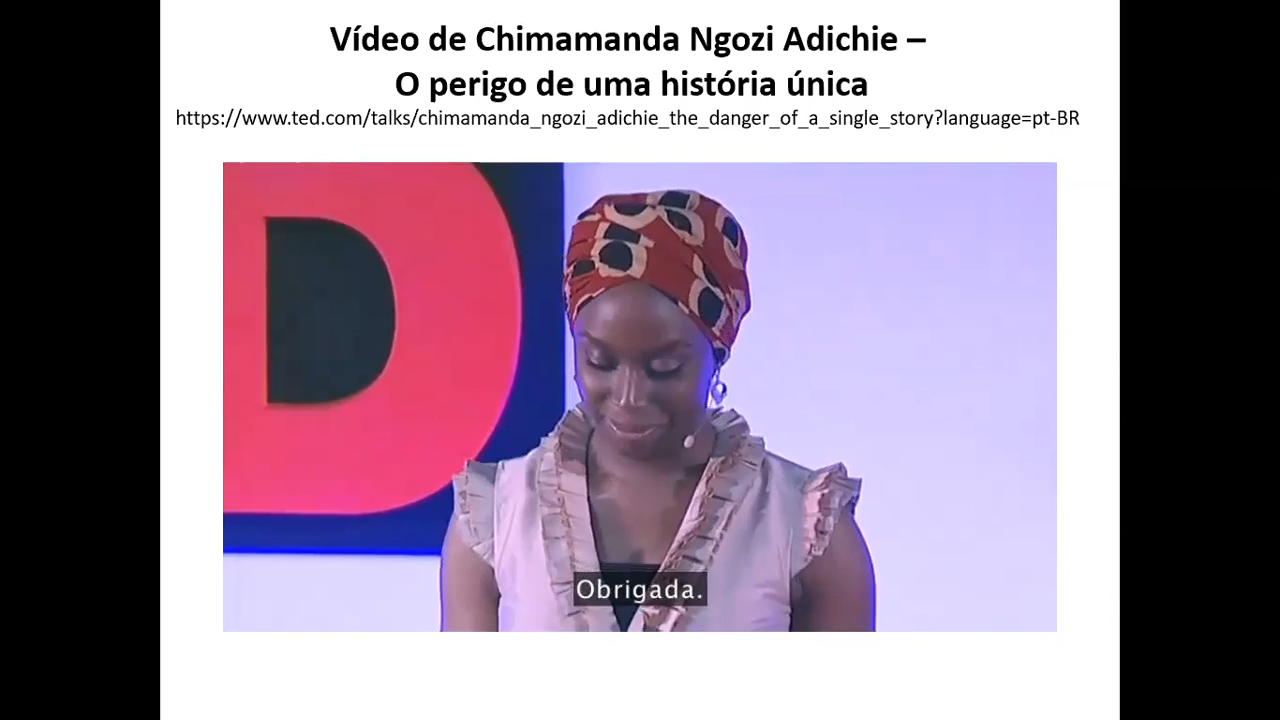 Vídeo de Chimamanda Ngozi Adichie –
O perigo de uma história única
https://www.ted.com/talks/chimamanda_ngozi_adichie_the_danger_of_a_single_story?language=pt-BR
D
Obrigada.